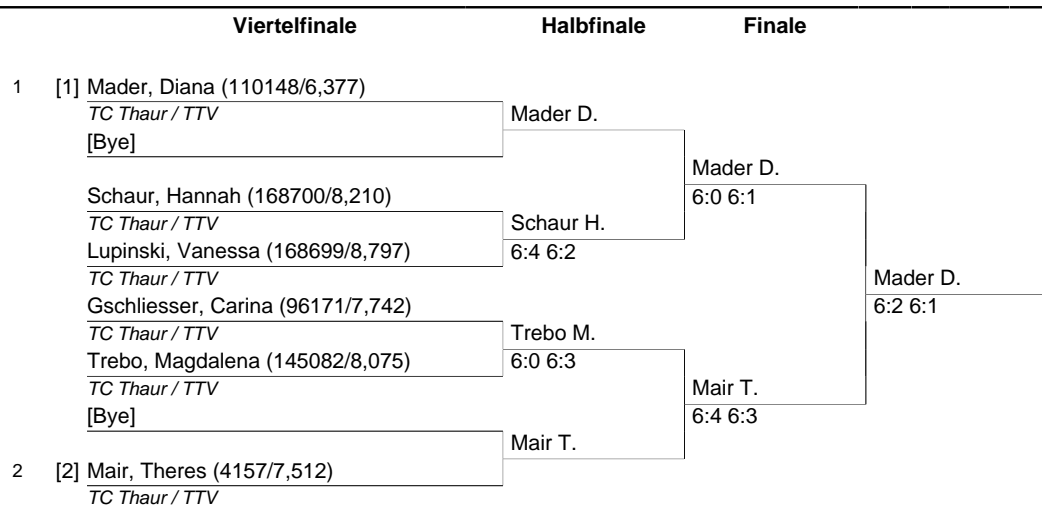 Viertelfinale Halbfinale Finale
1 [1] Mader, Diana (110148/6,377)
TC Thaur / TTV Mader D.
[Bye]
Mader D.
Schaur, Hannah (168700/8,210) 6:0 6:1
TC Thaur / TTV Schaur H.
Lupinski, Vanessa (168699/8,797) 6:4 6:2
TC Thaur / TTV Mader D.
Gschliesser, Carina (96171/7,742) 6:2 6:1
TC Thaur / TTV Trebo M.
Trebo, Magdalena (145082/8,075) 6:0 6:3
TC Thaur / TTV Mair T.
[Bye] 6:4 6:3
Mair T.
2 [2] Mair, Theres (4157/7,512)
TC Thaur / TTV